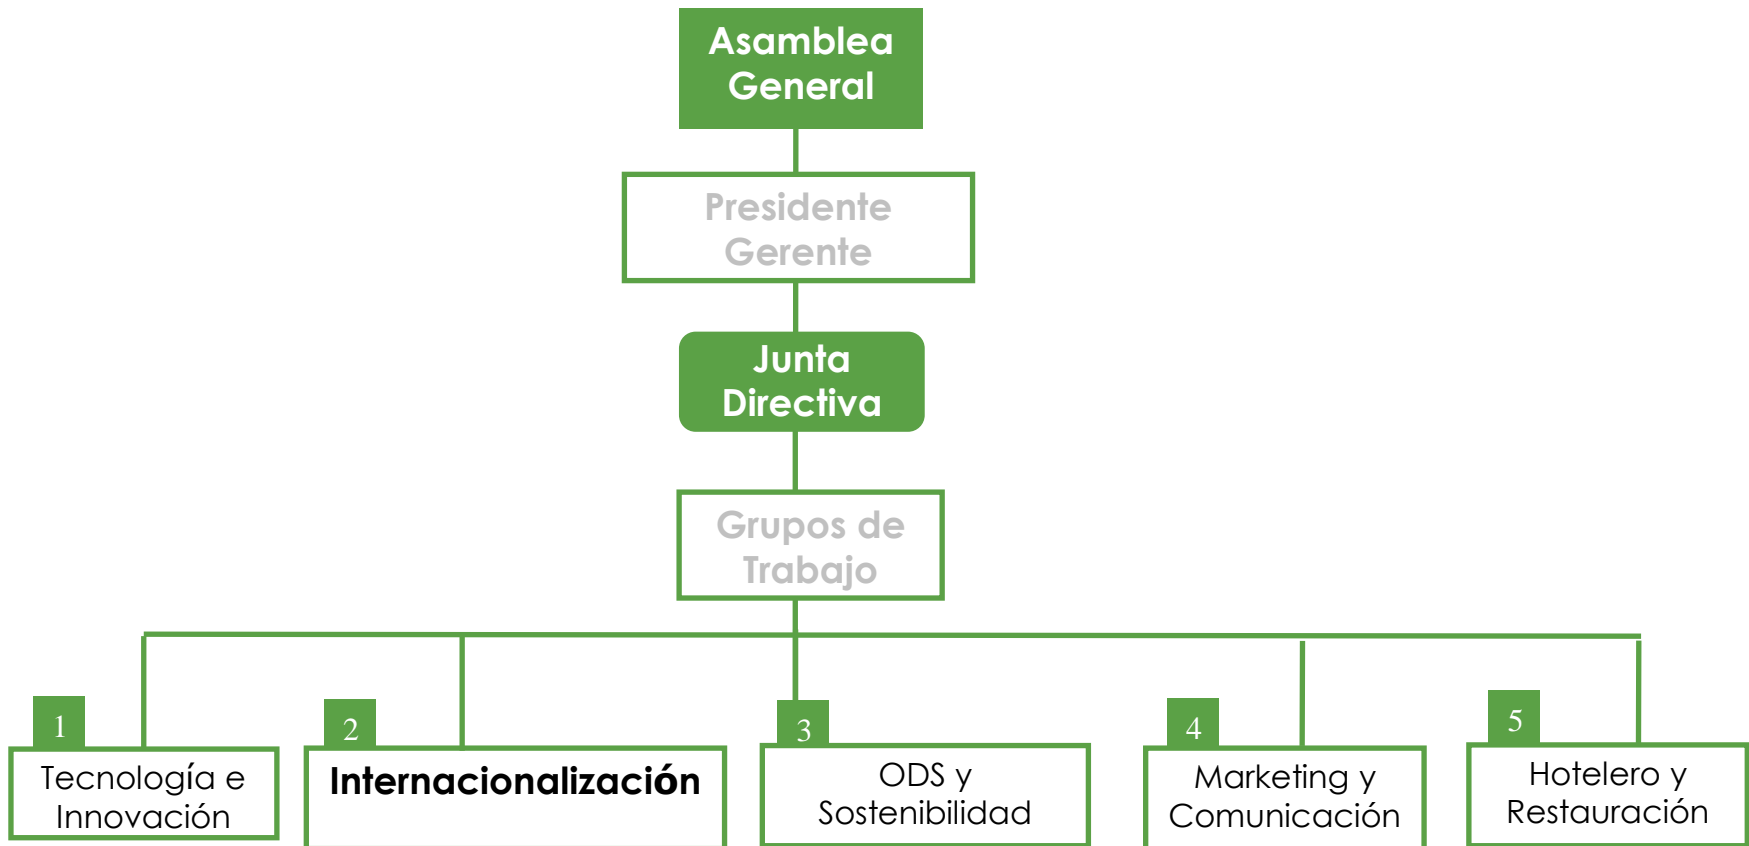 Asamblea
General
Presidente
Gerente
Junta
Directiva
Grupos de
Trabajo
1
Tecnología e
Innovación
2
Internacionalización
3
ODS y
Sostenibilidad
4
Marketing y
Comunicación
5
Hotelero y
Restauración